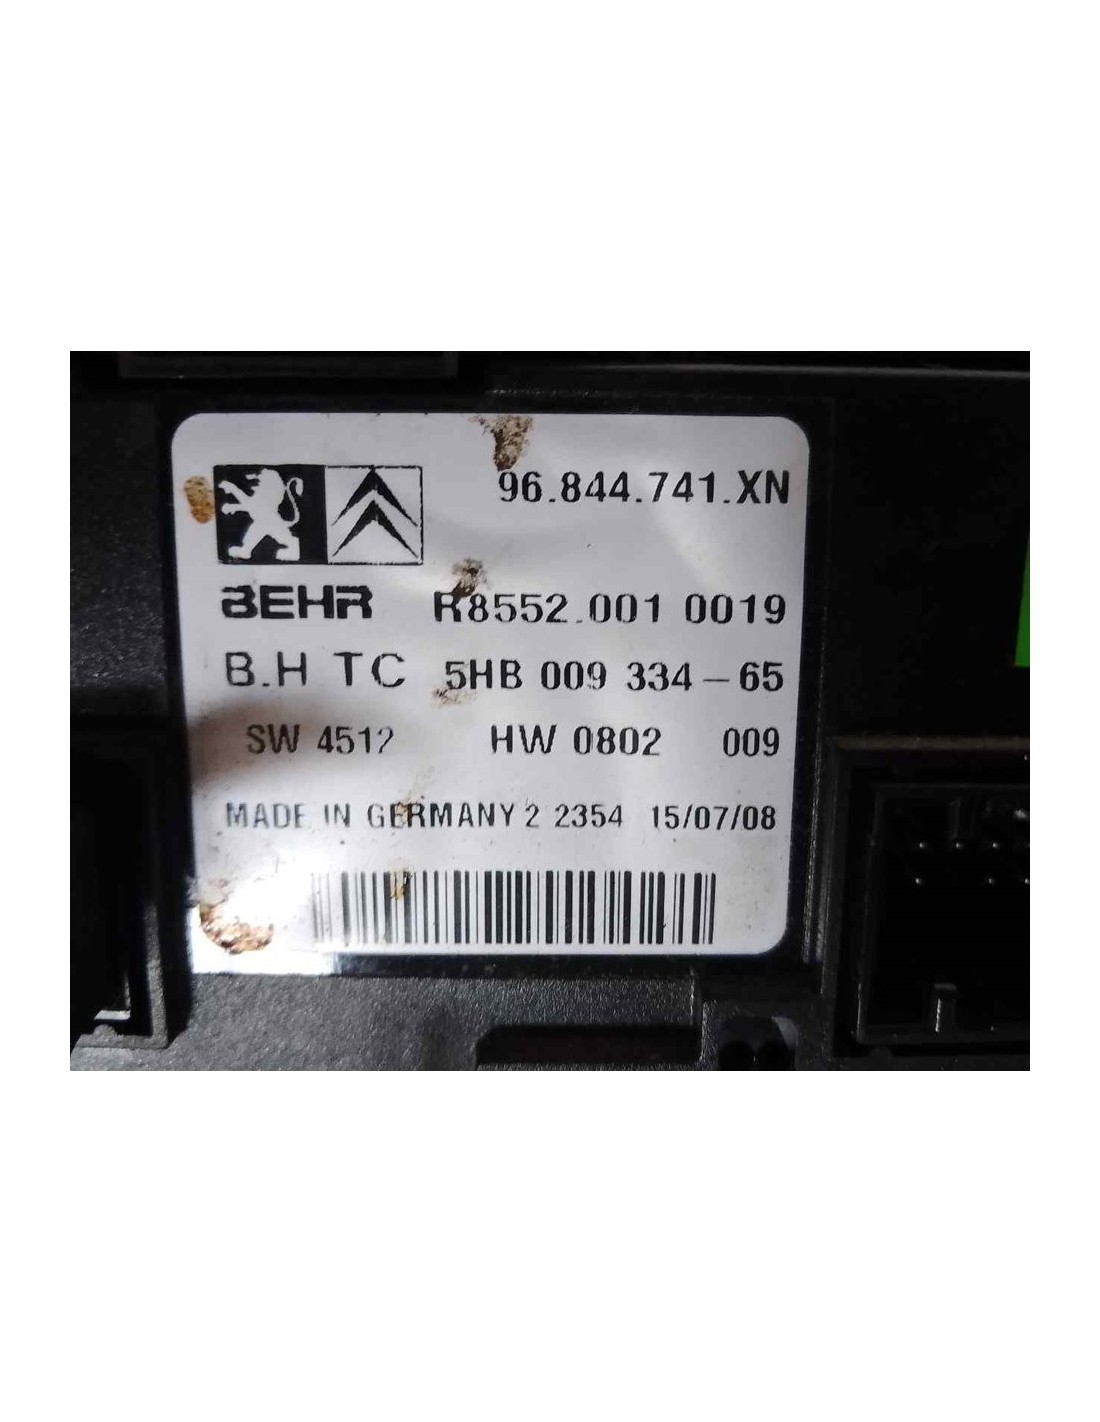 96.844.741.XN
BEHR R8552.001 0019
B.H TC 5HB 009 334-65
SW 4512 HW 0802 009
MADE IN GERMANY 2 2354 15/07/08